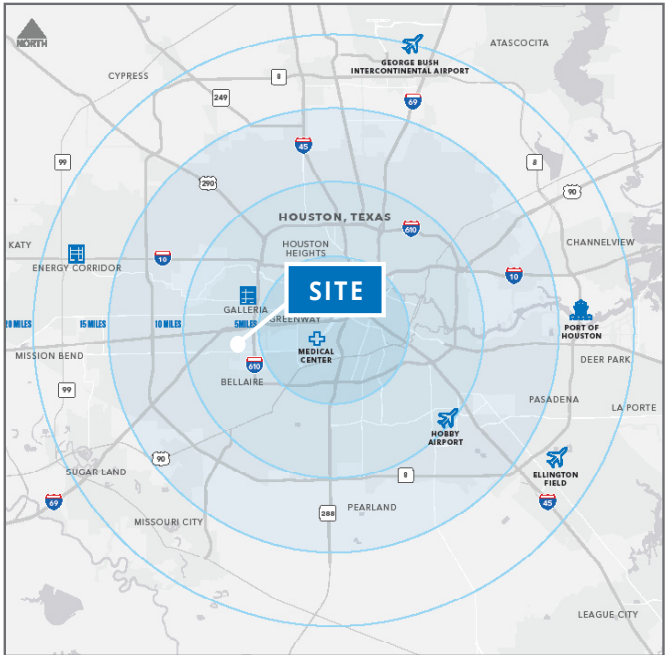 NORTH
GEORGE BUSH
INTERCONTINENTAL AIRPORT
ATASCOCITA
CYPRESS
8
249
69
45
99
8
290
90
HOUSTON, TEXAS
610
KATY
HOUSTON
HEIGHTS
CHANNELVIEW
ENERGY CORRIDOR
10
10
SITE
GALLERIA
GREENWAY
20 MILES
15 MILES
10 MILES
5 MILES
PORT OF
HOUSTON
MISSION BEND
MEDICAL
CENTER
DEER PARK
610
BELLAIRE
99
PASADENA
LA PORTE
HOBBY
AIRPORT
90
SUGAR LAND
8
ELLINGTON
FIELD
69
45
PEARLAND
288
MISSOURI CITY
LEAGUE CITY